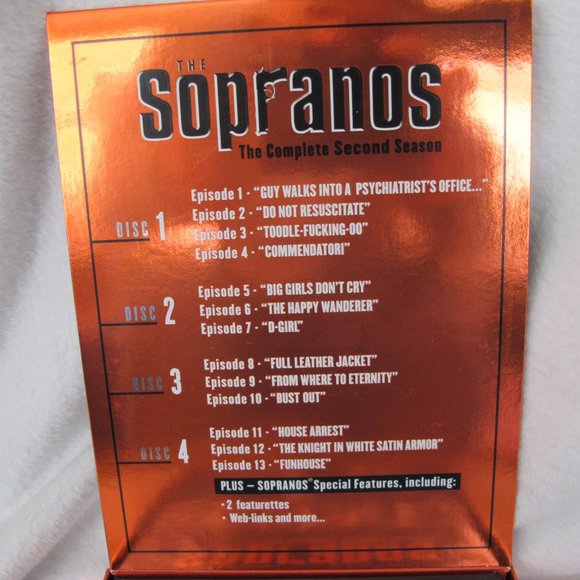 THE
Sopranos
The Complete Second Season
DISC 1
Episode 1 - “GUY WALKS INTO A PSYCHIATRIST'S OFFICE...”
Episode 2 - “DO NOT RESUSCITATE”
Episode 3 - “TOODLE-FUCKING-OO”
Episode 4 - “COMMENDATORI”
DISC 2
Episode 5 - “BIG GIRLS DON'T CRY”
Episode 6 - “THE HAPPY WANDERER”
Episode 7 - “D-GIRL”
DISC 3
Episode 8 - “FULL LEATHER JACKET”
Episode 9 - “FROM WHERE TO ETERNITY”
Episode 10 - “BUST OUT”
DISC 4
Episode 11 - “HOUSE ARREST”
Episode 12 - “THE KNIGHT IN WHITE SATIN ARMOR”
Episode 13 - “FUNHOUSE”
PLUS – SOPRANOS® Special Features, including:
• 2 featurettes
• Web-links and more...